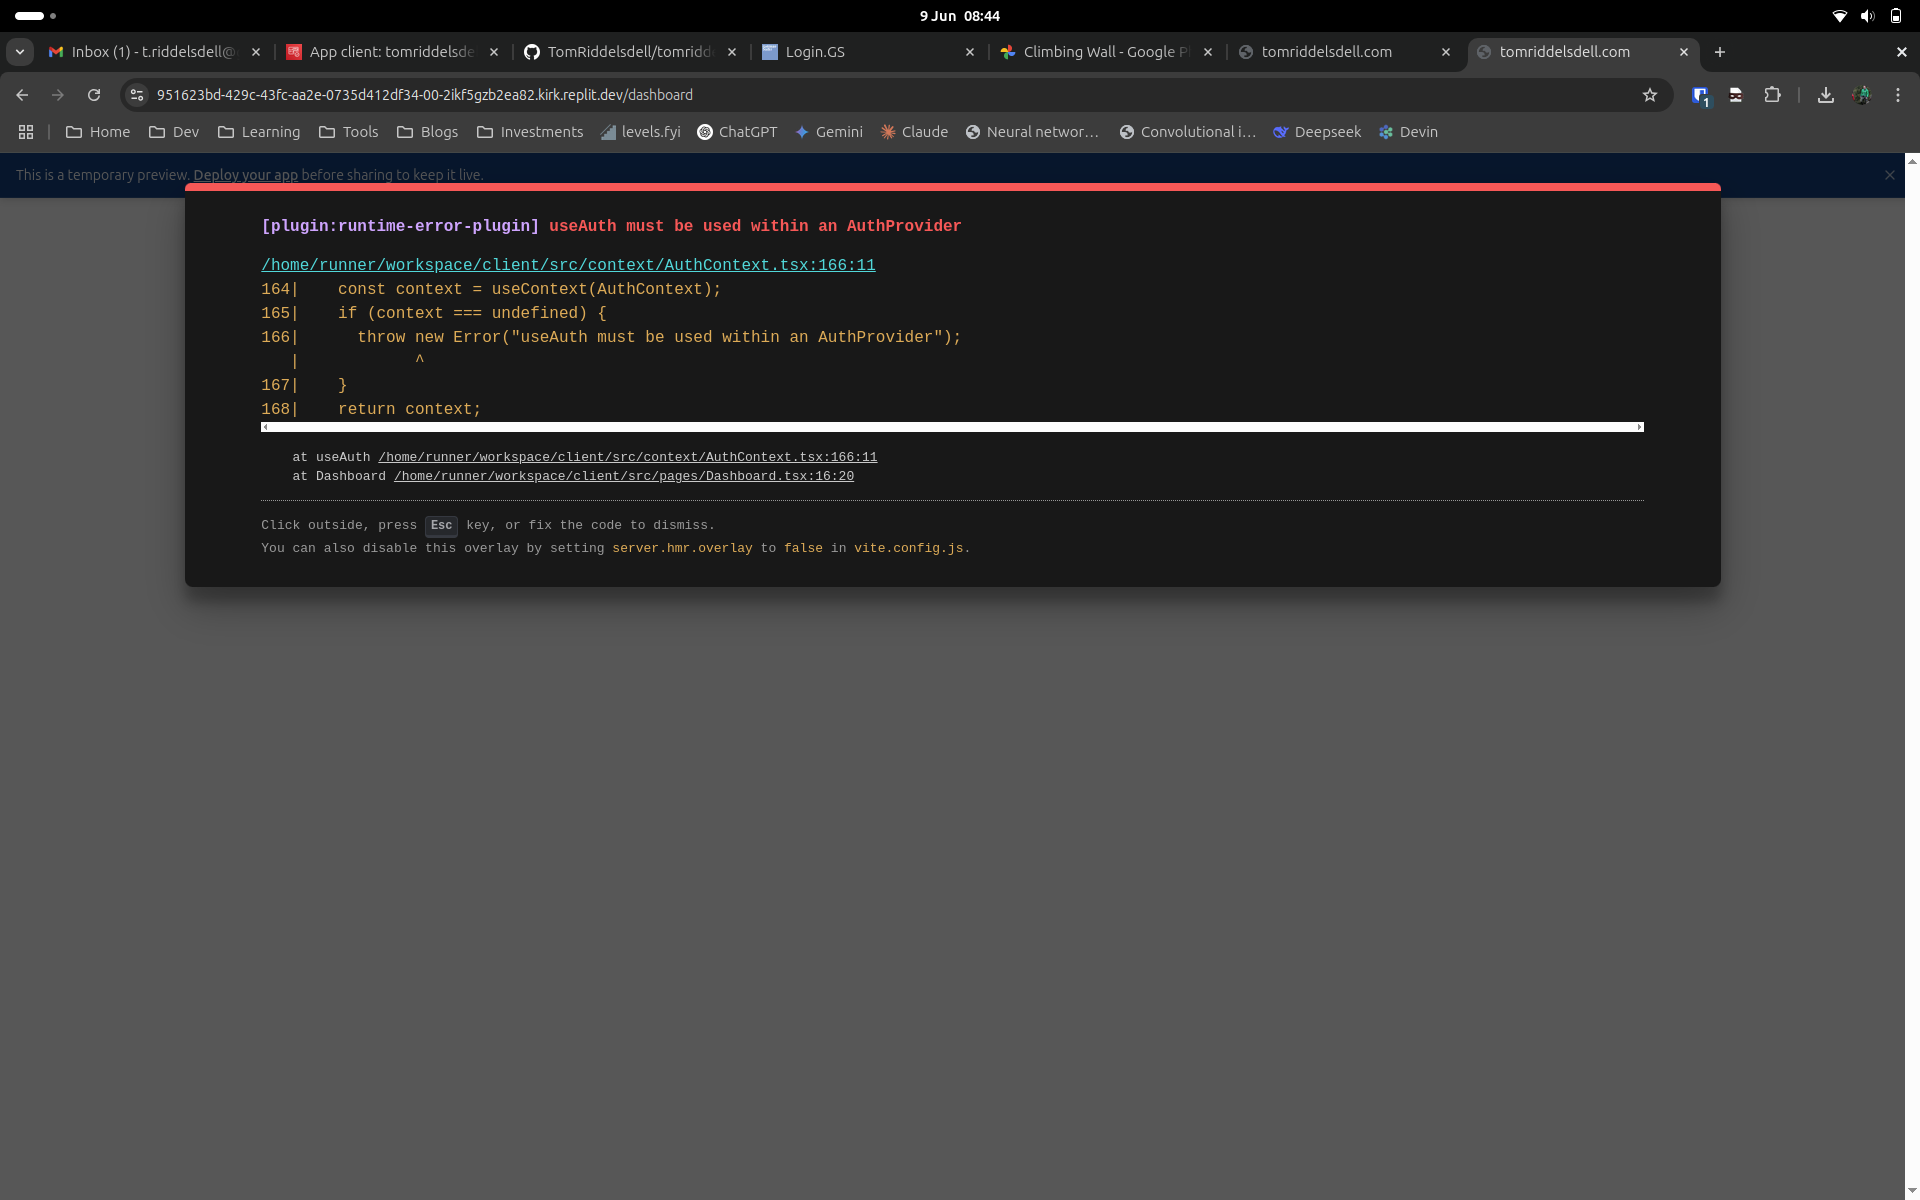 9 Jun 08:44
Inbox (1) - t.riddelsdell@
App client: tomriddelsde
TomRiddelsdell/tomridd
Login.GS
Climbing Wall - Google P
tomriddelsdell.com
tomriddelsdell.com
951623bd-429c-43fc-aa2e-0735d412df34-00-2ikf5gzb2ea82.kirk.replit.dev/dashboard
1
Home
Dev
Learning
Tools
Blogs
Investments
levels.fyi
ChatGPT
Gemini
Claude
Neural networ...
Convolutional i...
Deepseek
Devin
This is a temporary preview. Deploy your app before sharing to keep it live.
[plugin:runtime-error-plugin] useAuth must be used within an AuthProvider
/home/runner/workspace/client/src/context/AuthContext.tsx:166:11
164|    const context = useContext(AuthContext);
165|    if (context === undefined) {
166|      throw new Error("useAuth must be used within an AuthProvider");
   |            ^
167|    }
168|    return context;
at useAuth /home/runner/workspace/client/src/context/AuthContext.tsx:166:11
at Dashboard /home/runner/workspace/client/src/pages/Dashboard.tsx:16:20
Click outside, press Esc key, or fix the code to dismiss.
You can also disable this overlay by setting server.hmr.overlay to false in vite.config.js.